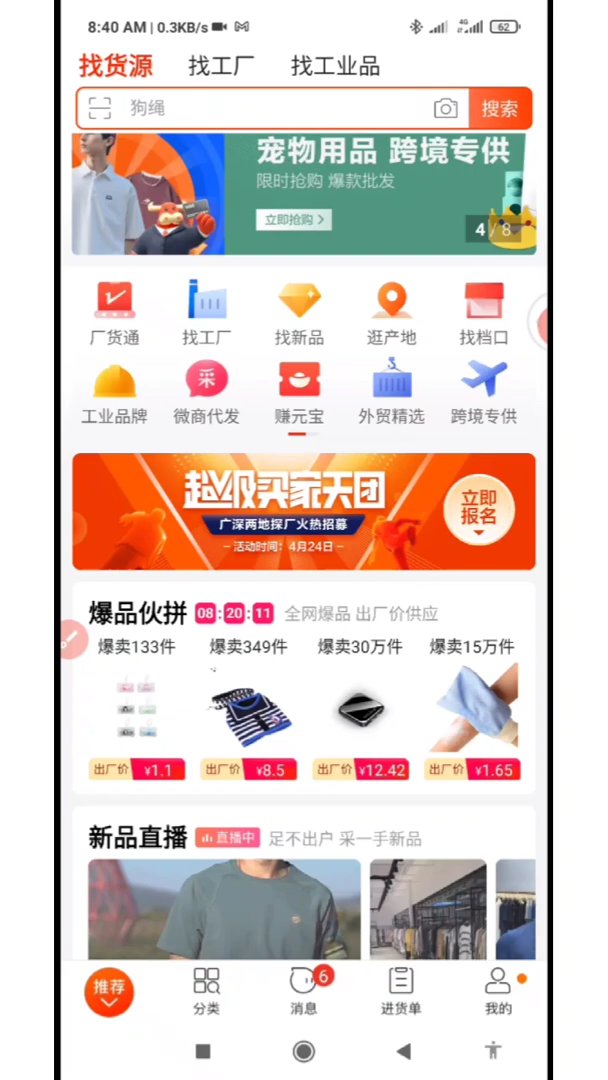 8:40 AM | 0.3KB/s
4G
62
找货源 找工厂 找工业品
狗绳 搜索
宠物用品 跨境专供
限时抢购 爆款批发
立即抢购 >
4 / 8
厂货通 找工厂 找新品 逛产地 找档口
采
工业品牌 微商代发 赚元宝 外贸精选 跨境专供
超级买家天团
广深两地探厂火热招募
– 活动时间：4月24日 –
立即
报名
爆品伙拼 08:20:11 全网爆品 出厂价供应
爆卖133件 爆卖349件 爆卖30万件 爆卖15万件
出厂价 ¥1.1 出厂价 ¥8.5 出厂价 ¥12.42 出厂价 ¥1.65
新品直播 直播中 足不出户 采一手新品
推荐
6
分类 消息 进货单 我的